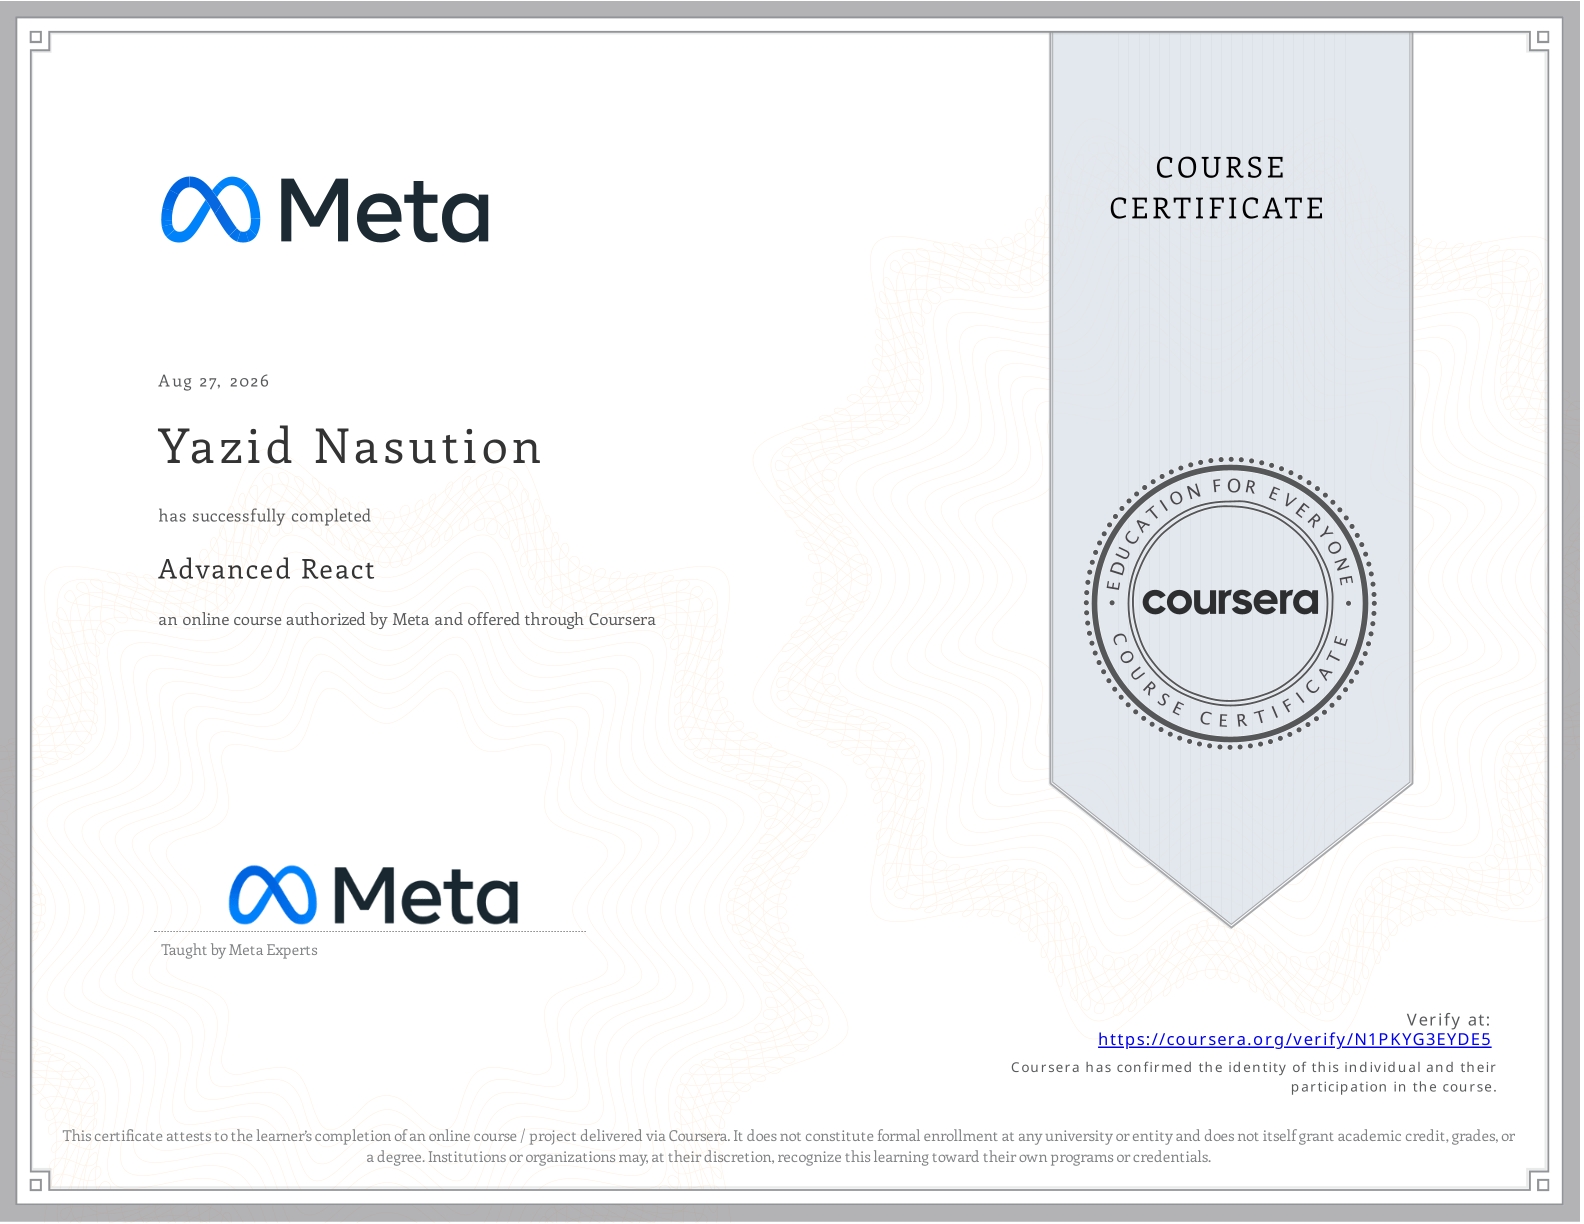 Meta
COURSE
CERTIFICATE
Aug 27, 2026
Yazid Nasution
has successfully completed
Advanced React
an online course authorized by Meta and offered through Coursera
• EDUCATION FOR EVERYONE •
coursera
COURSE CERTIFICATE
Meta
Taught by Meta Experts
Verify at:
https://coursera.org/verify/N1PKYG3EYDE5
Coursera has confirmed the identity of this individual and their
participation in the course.
This certificate attests to the learner's completion of an online course / project delivered via Coursera. It does not constitute formal enrollment at any university or entity and does not itself grant academic credit, grades, or
a degree. Institutions or organizations may, at their discretion, recognize this learning toward their own programs or credentials.